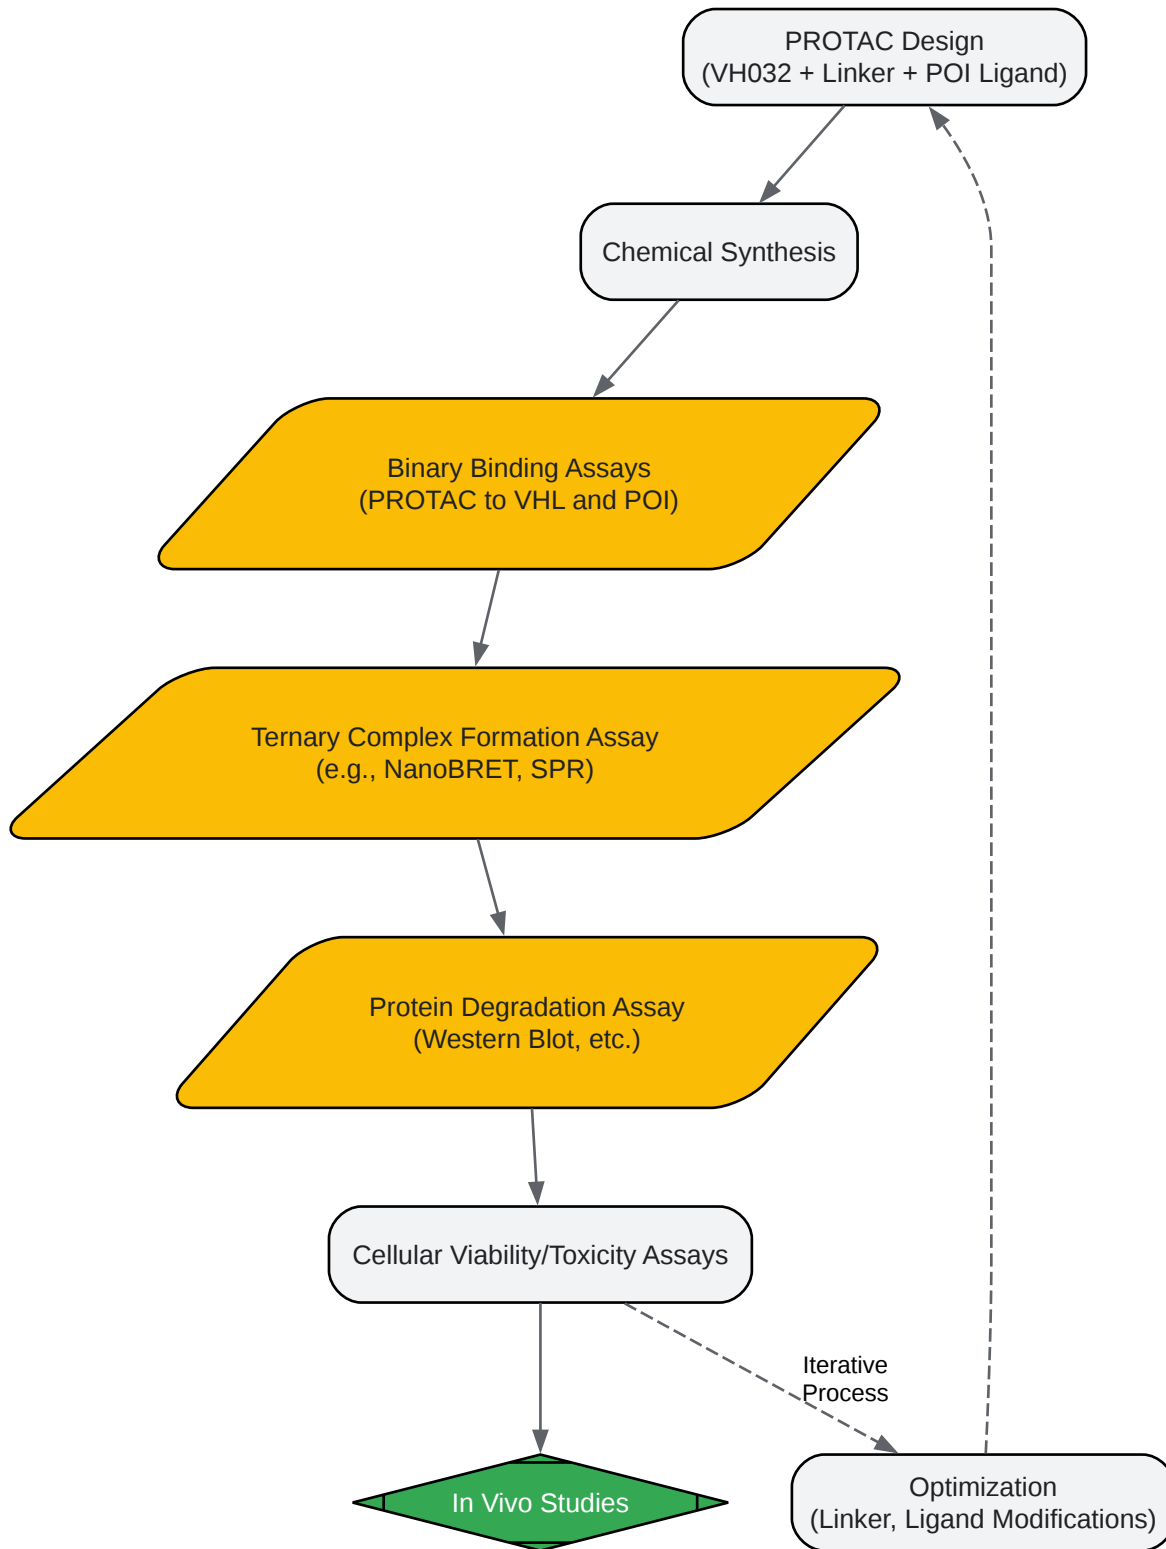 PROTAC Design
(VH032 + Linker + POI Ligand)
Chemical Synthesis
Binary Binding Assays
(PROTAC to VHL and POI)
Ternary Complex Formation Assay
(e.g., NanoBRET, SPR)
Protein Degradation Assay
(Western Blot, etc.)
Cellular Viability/Toxicity Assays
Iterative
Process
In Vivo Studies
Optimization
(Linker, Ligand Modifications)